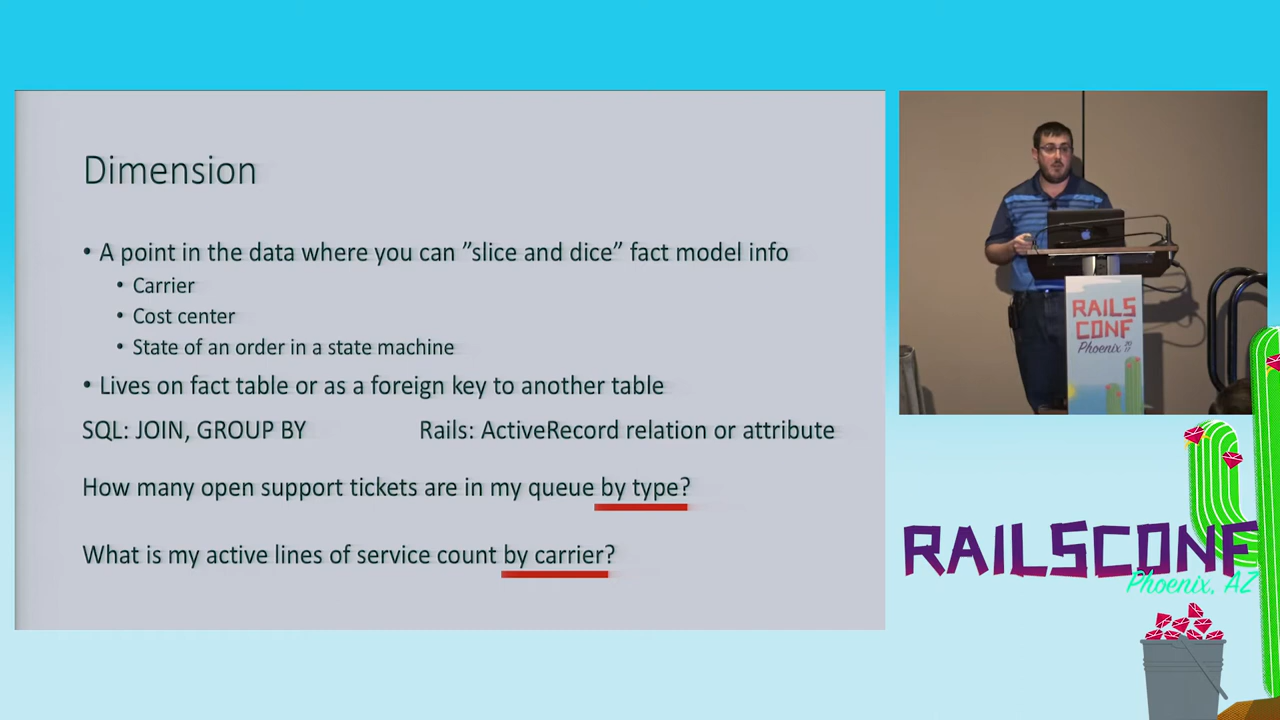 Dimension
• A point in the data where you can ”slice and dice” fact model info
• Carrier
• Cost center
• State of an order in a state machine
• Lives on fact table or as a foreign key to another table
SQL: JOIN, GROUP BY Rails: ActiveRecord relation or attribute
How many open support tickets are in my queue by type?
What is my active lines of service count by carrier?
RAILS
CONF
Phoenix 2017
RAILSCONF
Phoenix, AZ